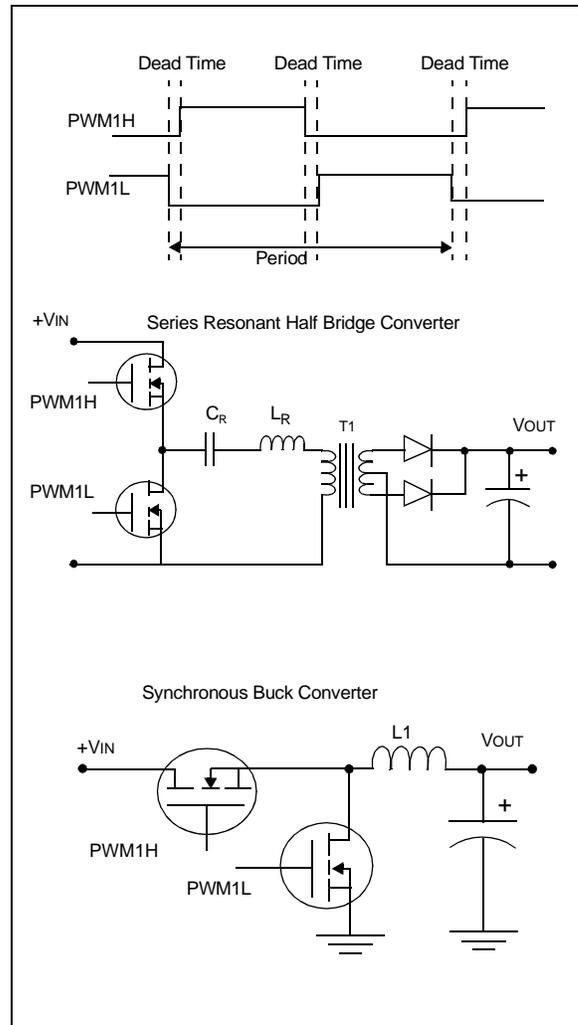 Dead Time Dead Time Dead Time
PWM1H
PWM1L
Period
Series Resonant Half Bridge Converter
+VIN
PWM1H
CR
LR
T1
VOUT
+
PWM1L
Synchronous Buck Converter
+VIN
L1
VOUT
+
PWM1H
PWM1L